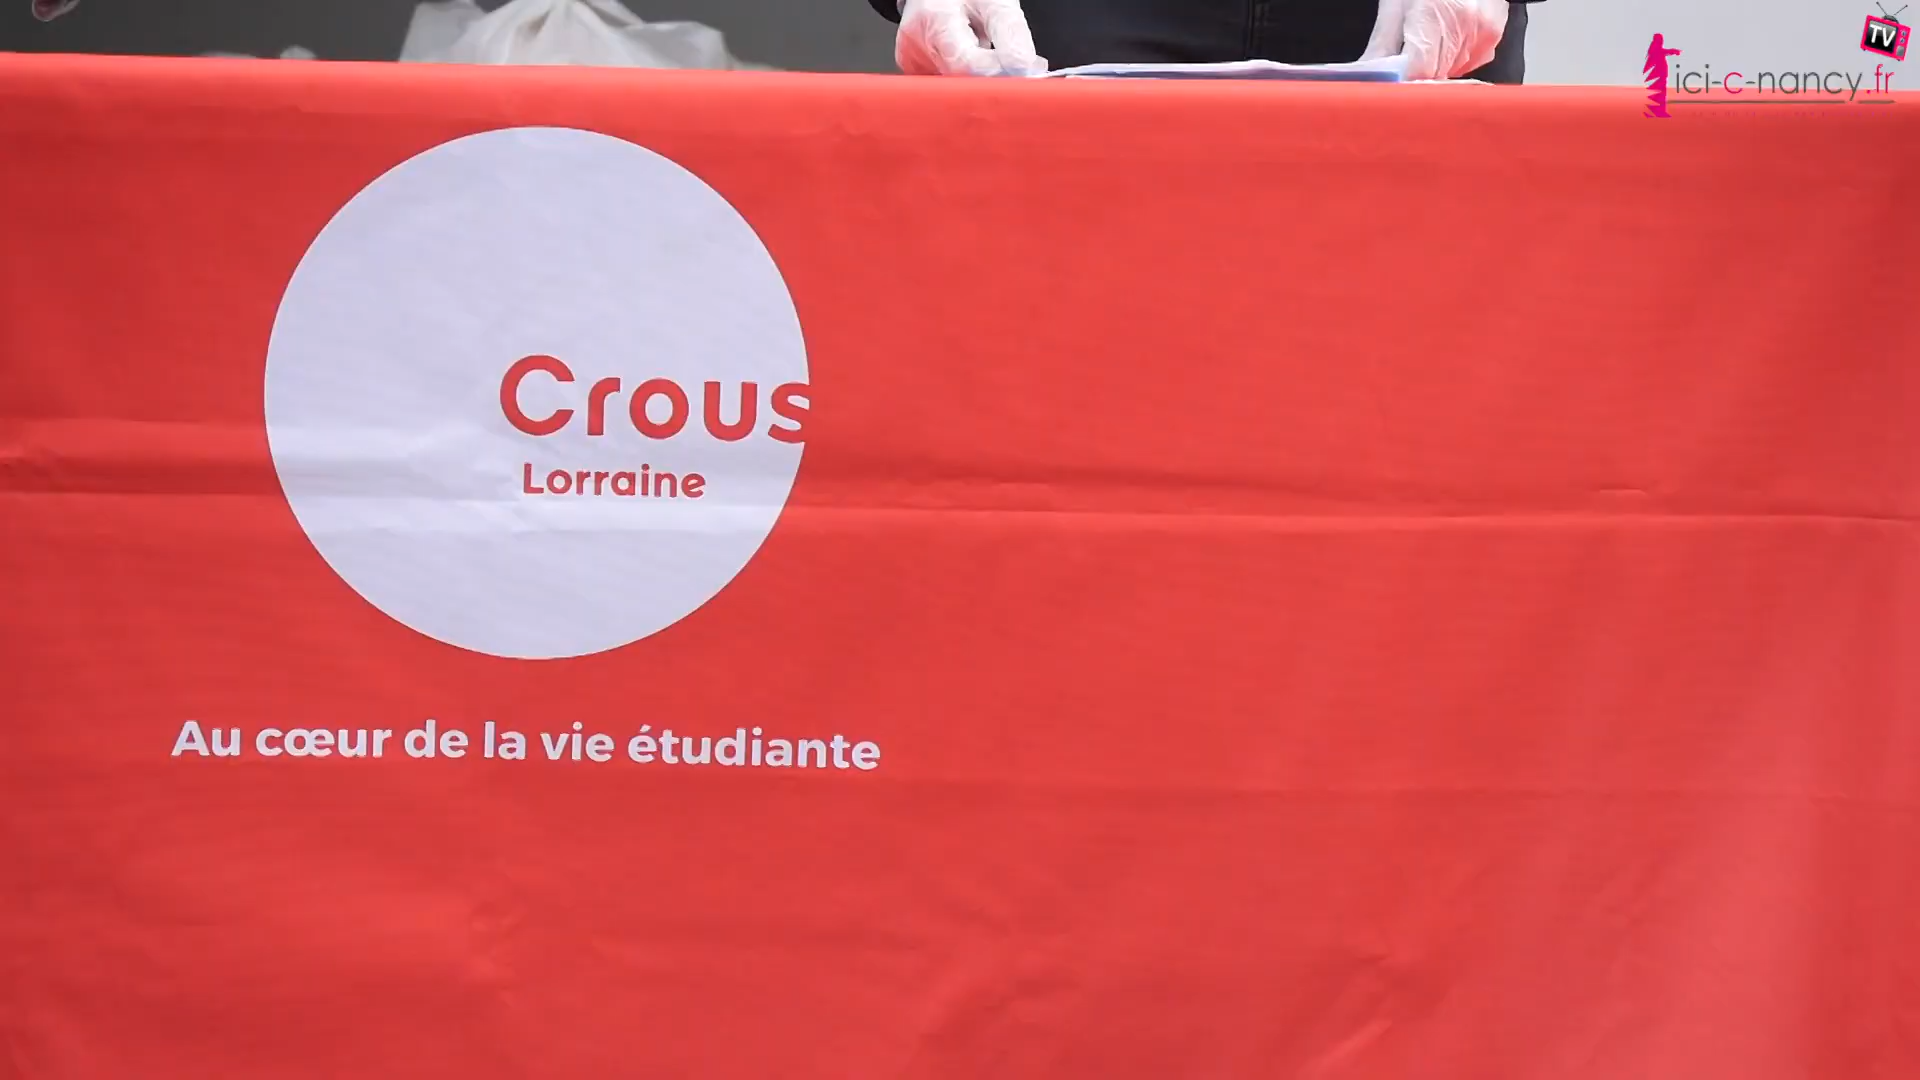 TV
ici-c-nancy.fr
Crous
Lorraine
Au cœur de la vie étudiante